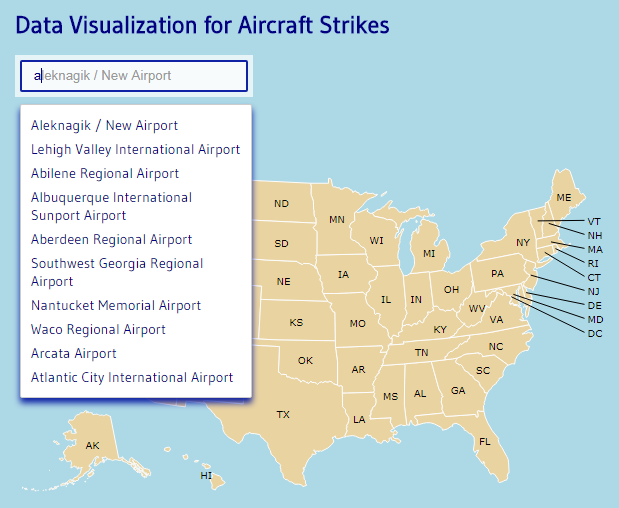 Data Visualization for Aircraft Strikes
aleknagik / New Airport
Aleknagik / New Airport
Lehigh Valley International Airport
Abilene Regional Airport
Albuquerque International
Sunport Airport
Aberdeen Regional Airport
Southwest Georgia Regional
Airport
Nantucket Memorial Airport
Waco Regional Airport
Arcata Airport
Atlantic City International Airport
ME
ND
MN
VT
NH
WI
NY
SD
MA
MI
RI
PA
IA
CT
NE
OH
NJ
IL
IN
DE
WV
MD
KS
MO
VA
KY
DC
NC
TN
OK
AR
SC
MS
AL
GA
TX
LA
FL
AK
HI